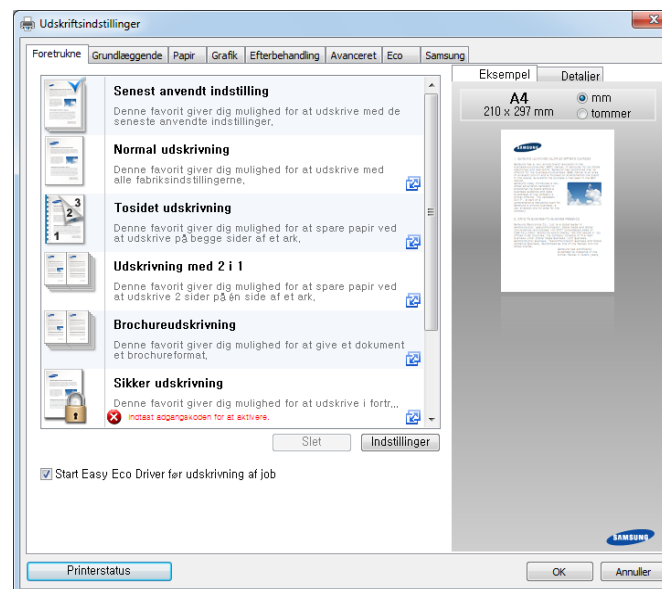 Udskriftsindstillinger
Foretrukne Grundlæggende Papir Grafik Efterbehandling Avanceret Eco Samsung
Senest anvendt indstilling
Denne favorit giver dig mulighed for at udskrive med de
seneste anvendte indstillinger.
Normal udskrivning
Denne favorit giver dig mulighed for at udskrive med
alle fabriksindstillingerne.
Tosidet udskrivning
Denne favorit giver dig mulighed for at spare papir ved
at udskrive på begge sider af et ark.
Udskrivning med 2 i 1
Denne favorit giver dig mulighed for at spare papir ved
at udskrive 2 sider på én side af et ark.
Brochureudskrivning
Denne favorit giver dig mulighed for at give et dokument
et brochureformat.
Sikker udskrivning
Denne favorit giver dig mulighed for at udskrive i fortr...
Indtast adgangskoden for at aktivere.
1 2 3
Slet Indstillinger
Start Easy Eco Driver før udskrivning af job
Eksempel Detaljer
A4
210 x 297 mm
mm
tommer
SAMSUNG
SAMSUNG
Printerstatus
OK Annuller